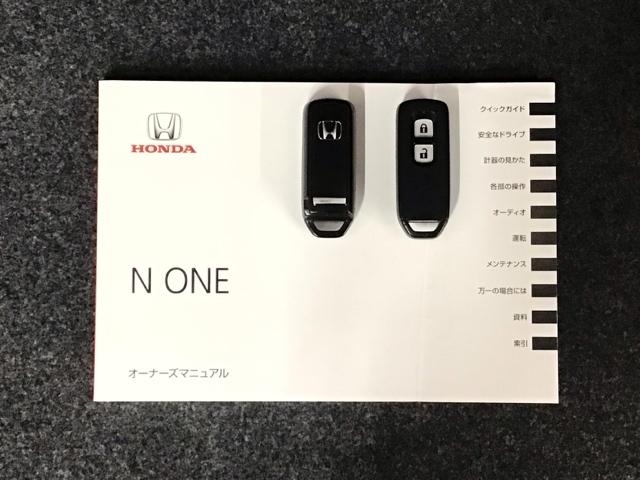 HONDA
N ONE
オーナーズマニュアル
クイックガイド
安全なドライブ
計器の見かた
各部の操作
オーディオ
運転
メンテナンス
万一の場合には
資料
索引